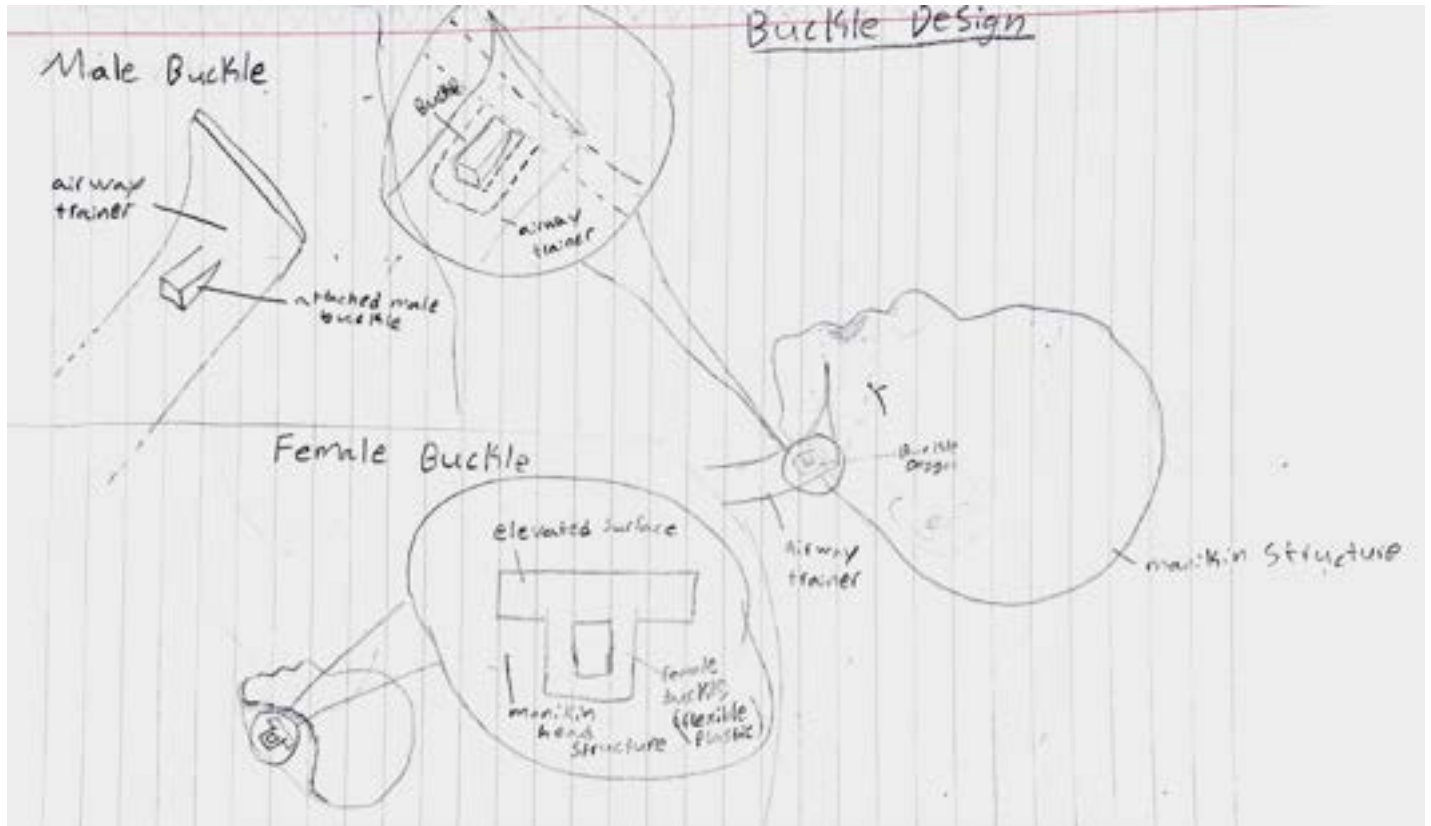 Buckle Design
Male Buckle
Buckle
airway
trainer
airway
trainer
attached male
buckle
Female Buckle
Buckle
elevated surface
airway
trainer
manikin structure
female
buckle
(flexible
plastic)
manikin
head
structure